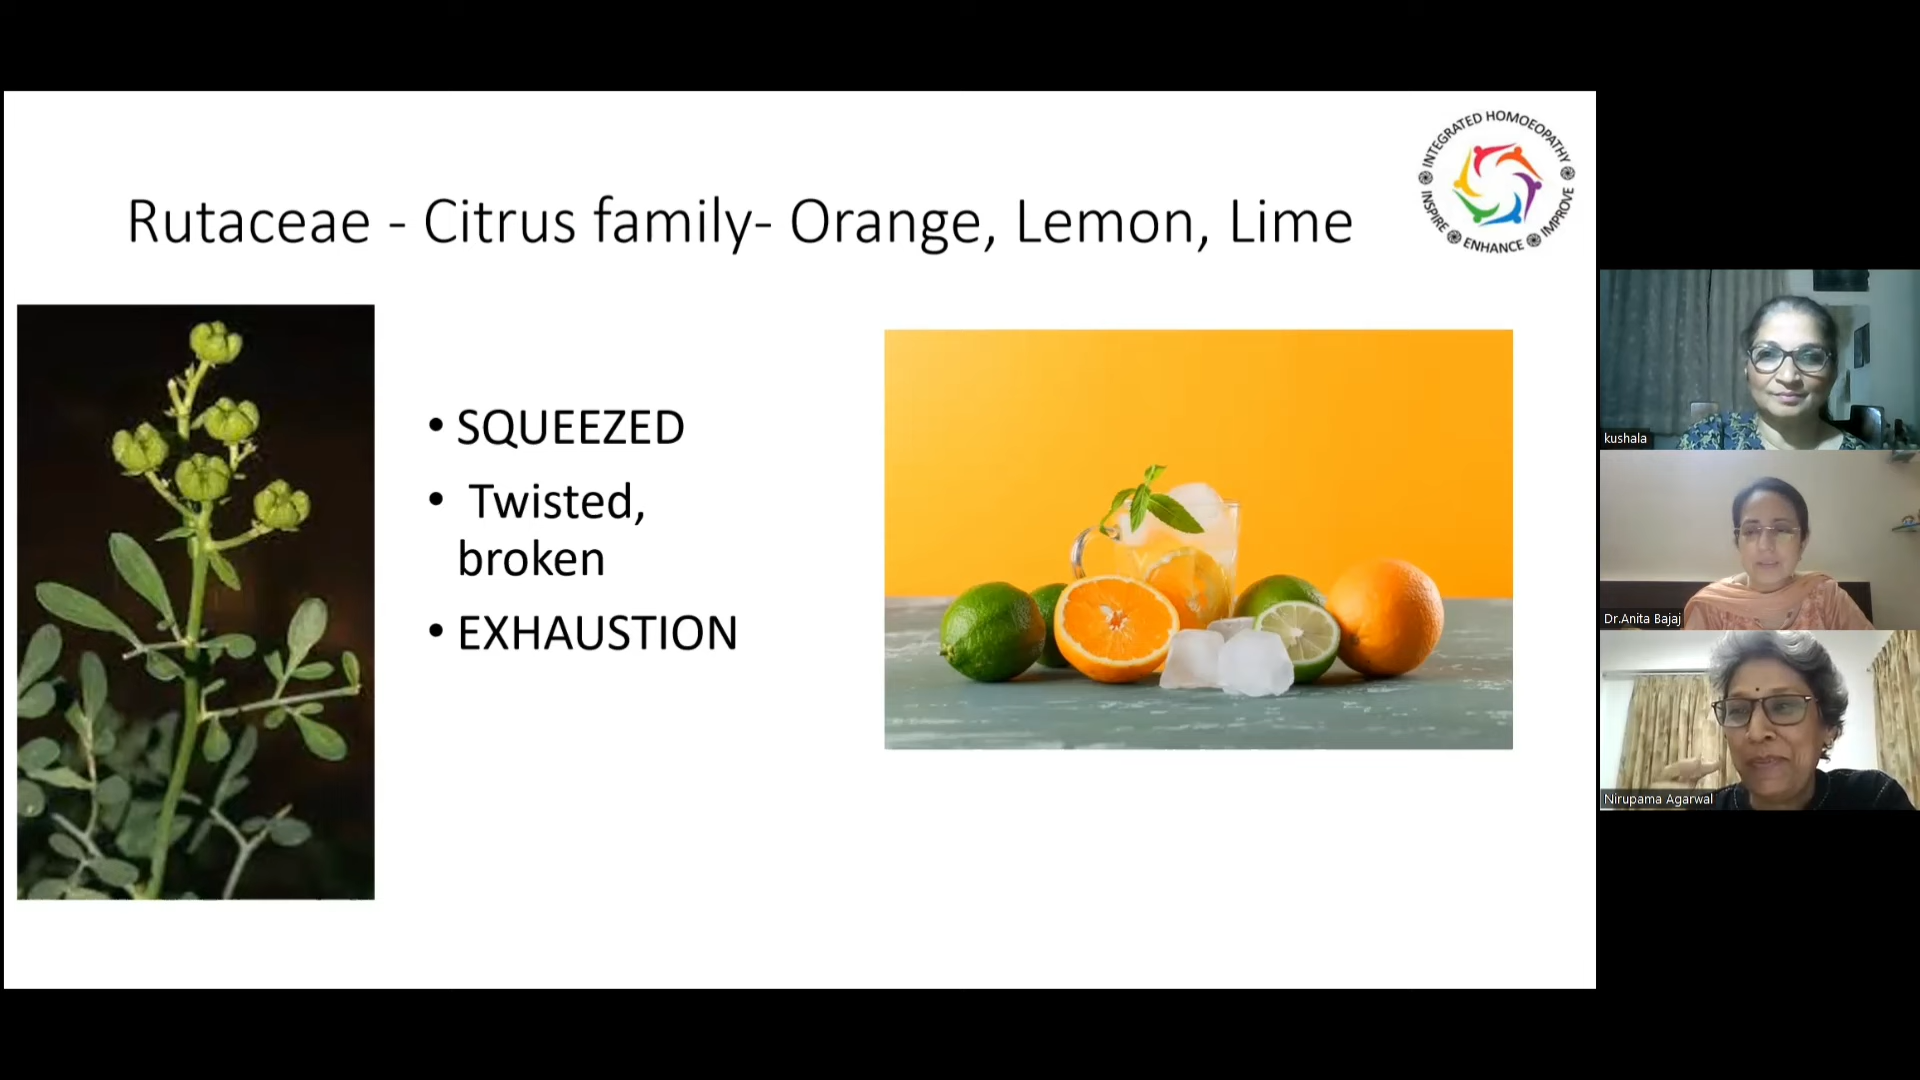 INTEGRATED HOMOEOPATHY
INSPIRE ENHANCE IMPROVE
Rutaceae - Citrus family- Orange, Lemon, Lime
• SQUEEZED
• Twisted,
broken
• EXHAUSTION
kushala
Dr.Anita Bajaj
Nirupama Agarwal